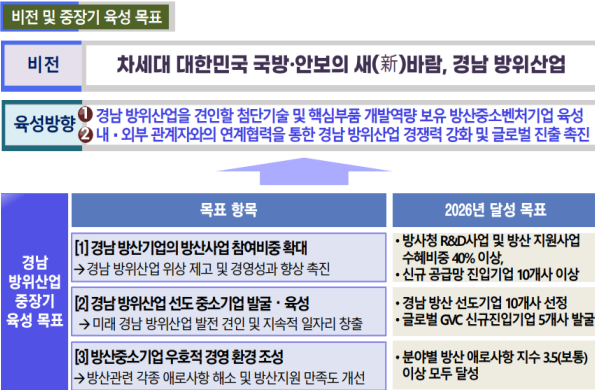 비전 및 중장기 육성 목표
비전
차세대 대한민국 국방·안보의 새(新)바람, 경남 방위산업
육성방향
❶ 경남 방위산업을 견인할 첨단기술 및 핵심부품 개발역량 보유 방산중소벤처기업 육성
❷ 내·외부 관계자와의 연계협력을 통한 경남 방위산업 경쟁력 강화 및 글로벌 진출 촉진
경남
방위산업
중장기
육성 목표
목표 항목
2026년 달성 목표
[1] 경남 방산기업의 방산사업 참여비중 확대
→ 경남 방위산업 위상 제고 및 경영성과 향상 촉진
• 방사청 R&D사업 및 방산 지원사업
수혜비중 40% 이상,
• 신규 공급망 진입기업 10개사 이상
[2] 경남 방위산업 선도 중소기업 발굴·육성
→ 미래 경남 방위산업 발전 견인 및 지속적 일자리 창출
• 경남 방산 선도기업 10개사 선정
• 글로벌 GVC 신규진입기업 5개사 발굴
[3] 방산중소기업 우호적 경영 환경 조성
→ 방산관련 각종 애로사항 해소 및 방산지원 만족도 개선
• 분야별 방산 애로사항 지수 3.5(보통)
이상 모두 달성